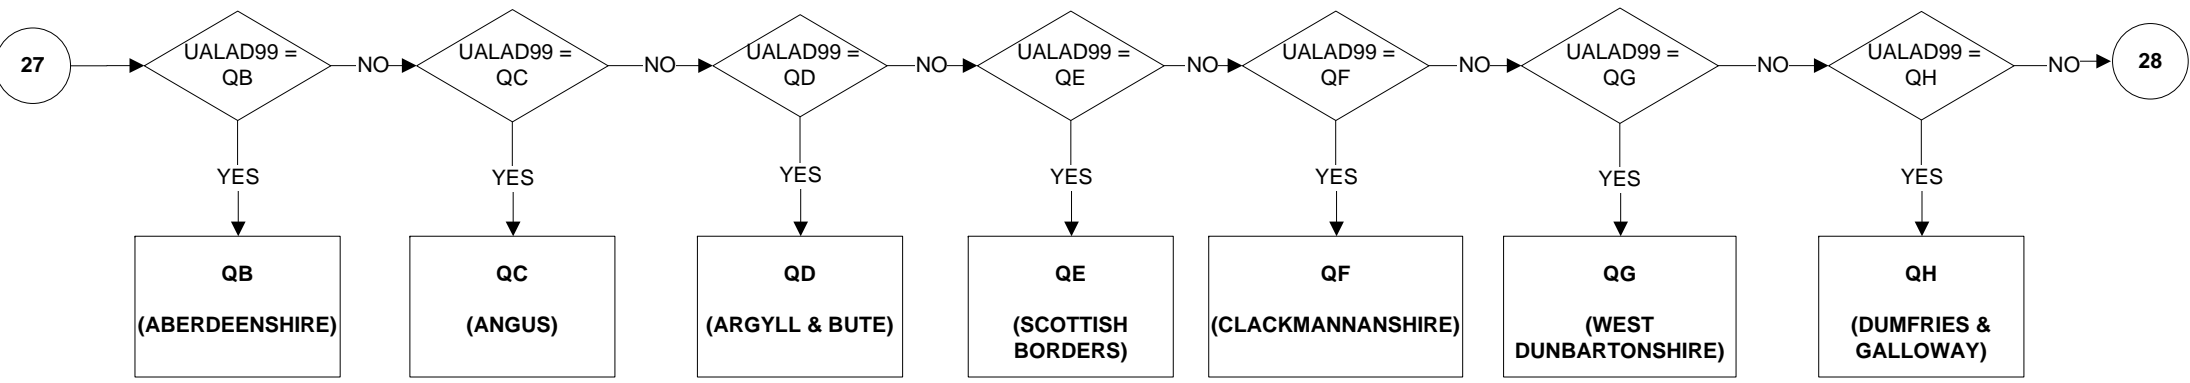 27
UALAD99 =
QB
NO
UALAD99 =
QC
NO
UALAD99 =
QD
NO
UALAD99 =
QE
NO
UALAD99 =
QF
NO
UALAD99 =
QG
NO
UALAD99 =
QH
NO
28
YES
YES
YES
YES
YES
YES
YES
QB
(ABERDEENSHIRE)
QC
(ANGUS)
QD
(ARGYLL & BUTE)
QE
(SCOTTISH
BORDERS)
QF
(CLACKMANNANSHIRE)
QG
(WEST
DUNBARTONSHIRE)
QH
(DUMFRIES &
GALLOWAY)